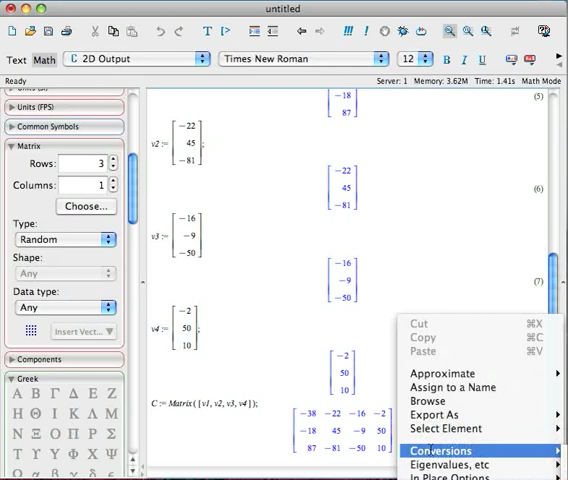 untitled
Text Math C 2D Output Times New Roman 12 B I U
Ready Server: 1 Memory: 3.62M Time: 1.41s Math Mode
Units (FPS)
Common Symbols
Matrix
Rows: 3
Columns: 1
Choose...
Type:
Random
Shape:
Any
Data type:
Any
Insert Vect...
Components
Greek
Α Β Γ Δ Ε Ζ
Η Θ Ι Κ Λ Μ
Ν Ξ Ο Π Ρ Σ
Τ Υ Φ Χ Ψ Ω
-18
87
(5)
v2 := [ -22
45
-81 ];
-22
45
-81
(6)
v3 := [ -16
-9
-50 ]
-16
-9
-50
(7)
v4 := [ -2
50
10 ];
-2
50
10
C := Matrix( [v1, v2, v3, v4 ]);
-38 -22 -16 -2
-18 45 -9 50
87 -81 -50 10
Cut ⌘X
Copy ⌘C
Paste ⌘V
Approximate
Assign to a Name
Browse
Export As
Select Element
Conversions
Eigenvalues, etc
In Place Options